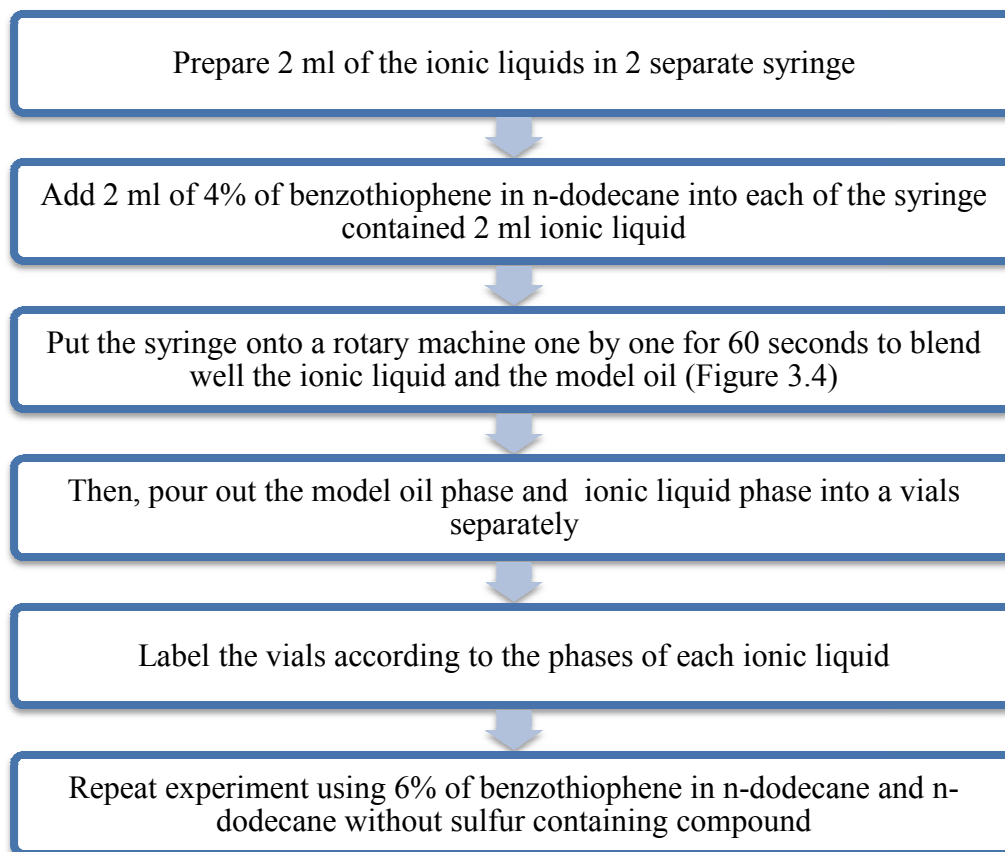 Prepare 2 ml of the ionic liquids in 2 separate syringe
Add 2 ml of 4% of benzothiophene in n-dodecane into each of the syringe
contained 2 ml ionic liquid
Put the syringe onto a rotary machine one by one for 60 seconds to blend
well the ionic liquid and the model oil (Figure 3.4)
Then, pour out the model oil phase and  ionic liquid phase into a vials
separately
Label the vials according to the phases of each ionic liquid
Repeat experiment using 6% of benzothiophene in n-dodecane and n-
dodecane without sulfur containing compound